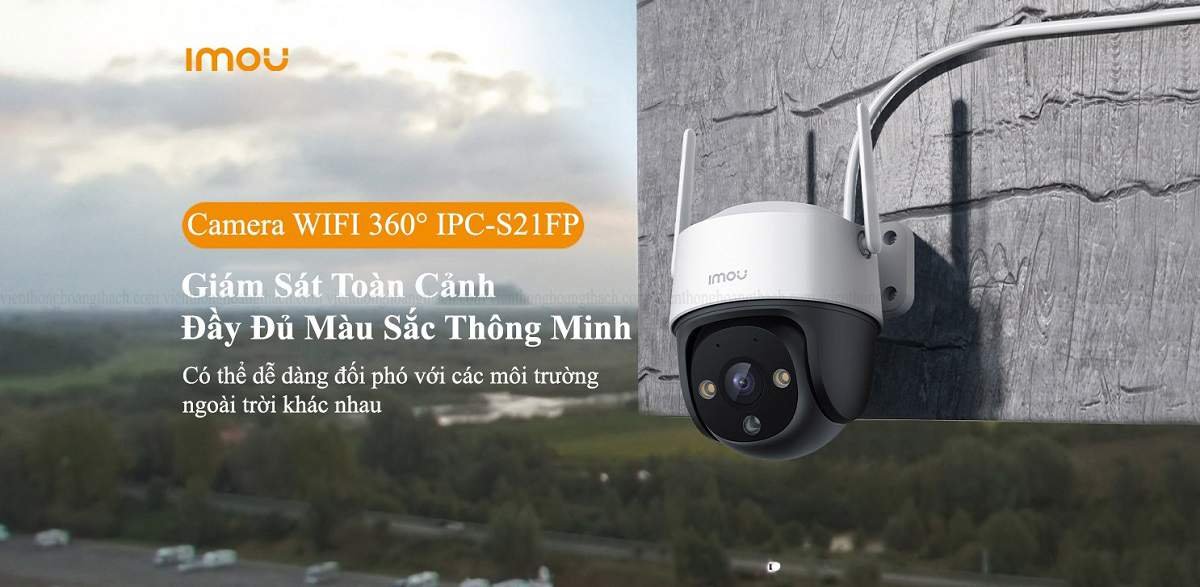 imou
Camera WIFI 360° IPC-S21FP
Giám Sát Toàn Cảnh
Đầy Đủ Màu Sắc Thông Minh
Có thể dễ dàng đối phó với các môi trường
ngoài trời khác nhau
imou